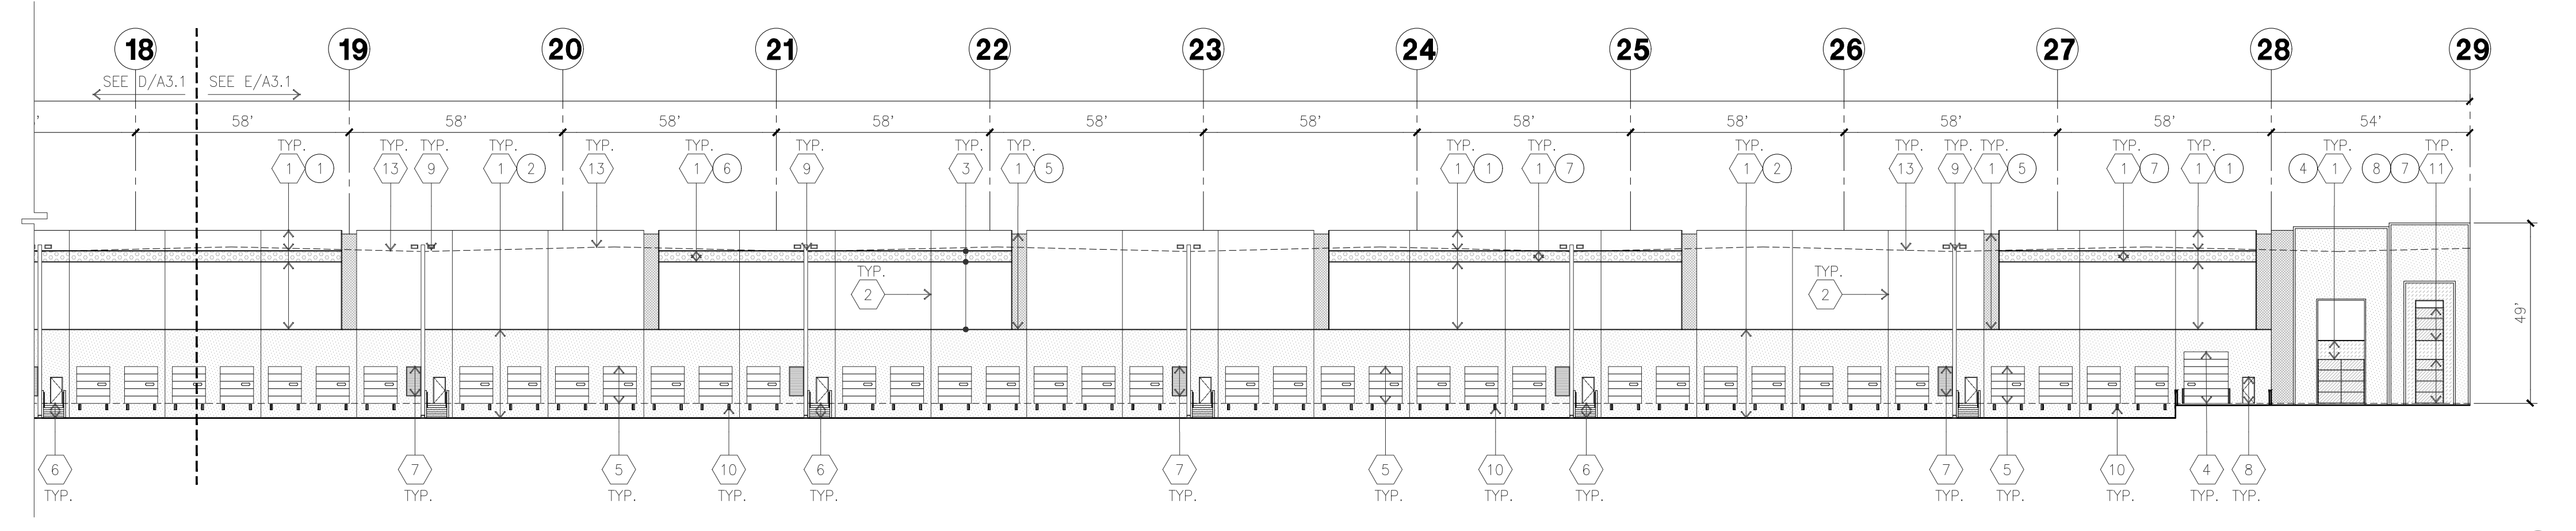 18 19 20 21 22 23 24 25 26 27 28 29
SEE D/A3.1 SEE E/A3.1
' 58' 58' 58' 58' 58' 58' 58' 58' 58' 58' 54'
TYP. TYP. TYP. TYP. TYP. TYP. TYP. TYP. TYP. TYP. TYP. TYP. TYP. TYP. TYP. TYP. TYP. TYP.
1 1 13 9 1 2 13 1 6 9 3 1 5 1 1 1 7 1 2 13 9 1 5 1 7 1 1 4 1 8 7 11
TYP. TYP.
2 2
49'
6 7 5 10 6 7 5 10 6 7 5 10 4 8
TYP. TYP. TYP. TYP. TYP. TYP. TYP. TYP. TYP. TYP. TYP. TYP. TYP. TYP.